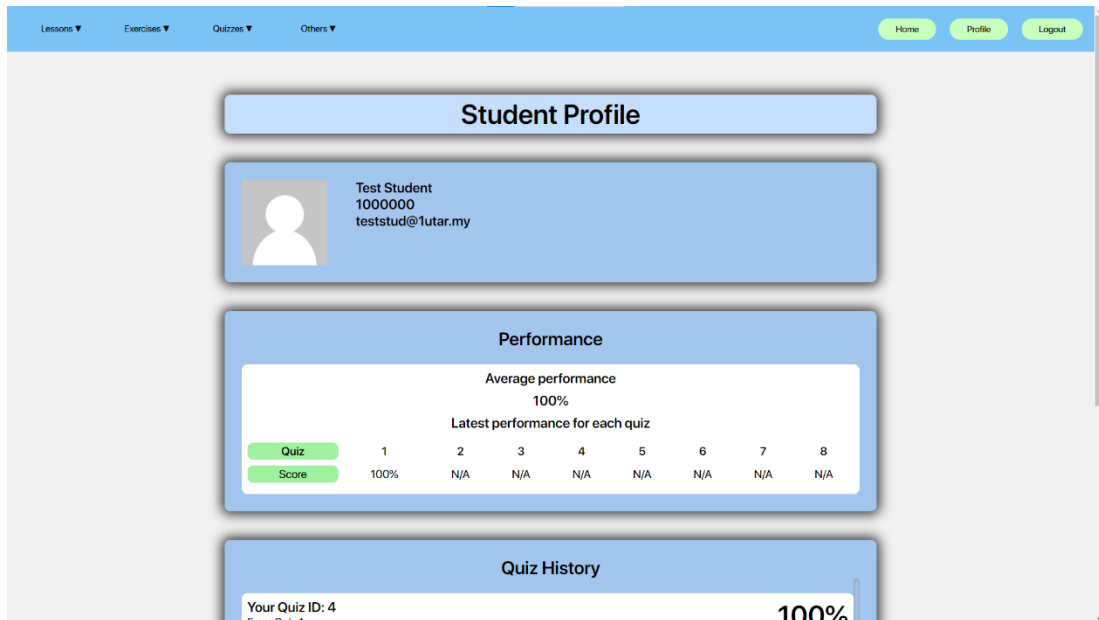 Lessons ▼ Exercises ▼ Quizzes ▼ Others ▼ Home Profile Logout
Student Profile
Test Student
1000000
teststud@1utar.my
Performance
Average performance
100%
Latest performance for each quiz
Quiz 1 2 3 4 5 6 7 8
Score 100% N/A N/A N/A N/A N/A N/A N/A
Quiz History
Your Quiz ID: 4
100%